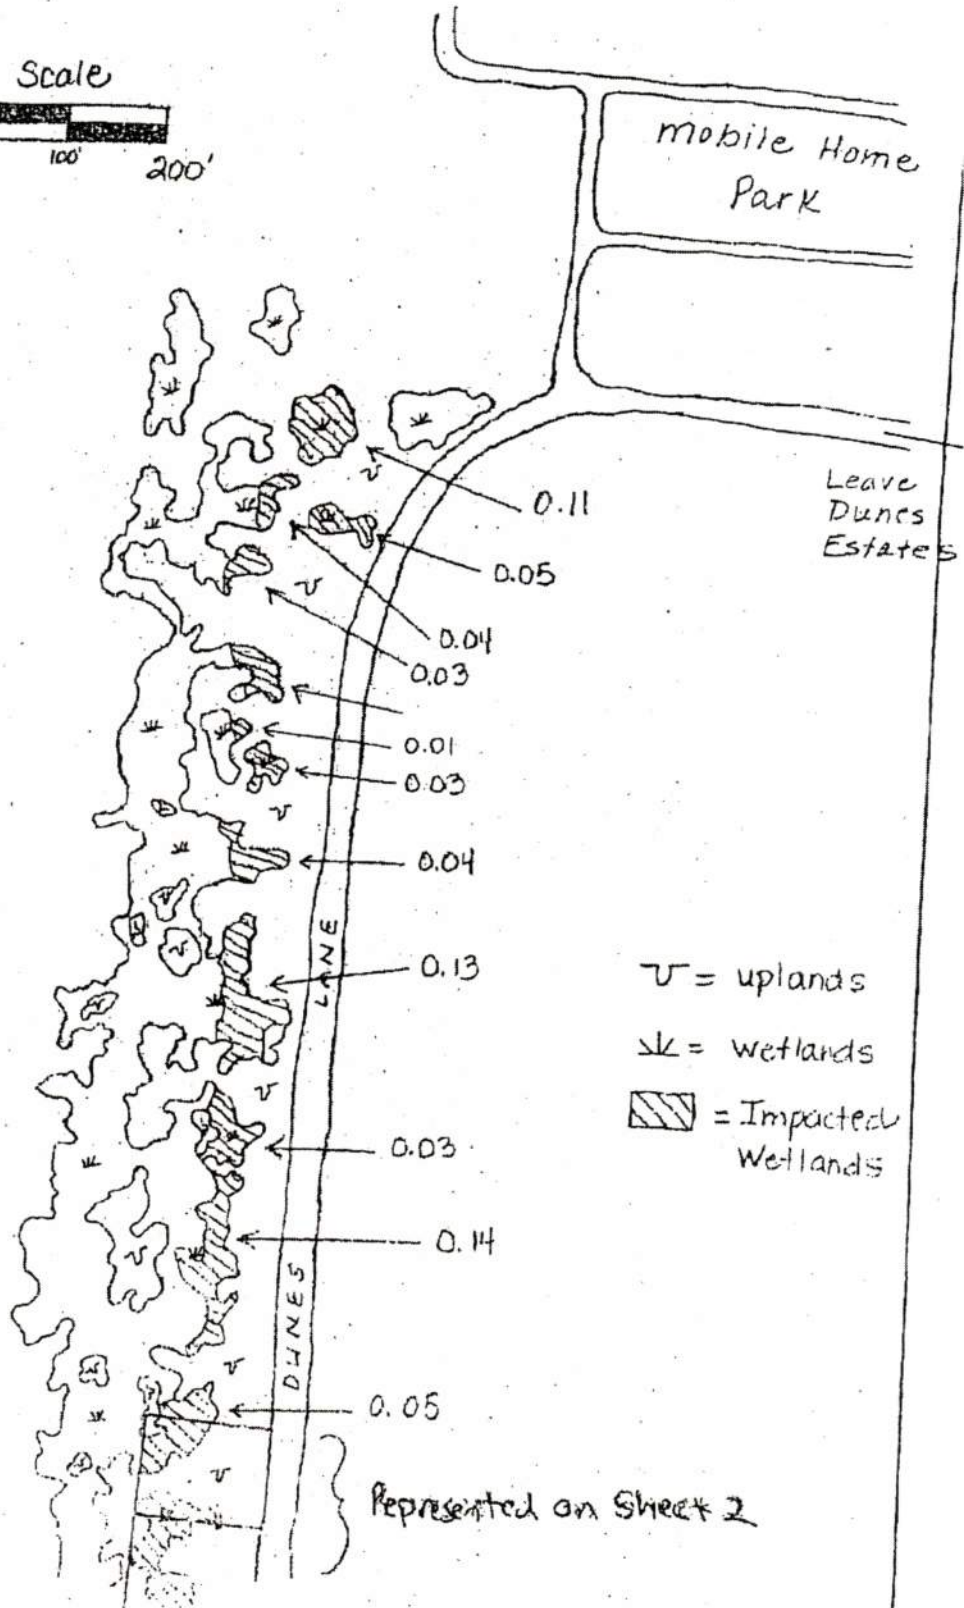 Scale
100'
200'
Mobile Home
Park
Leave
Dunes
Estates
0.11
0.05
0.04
0.03
0.01
0.03
0.04
0.13
0.03
0.14
0.05
LANE
DUNES
= uplands
= wetlands
= Impacted
Wetlands
Represented on Sheet 2